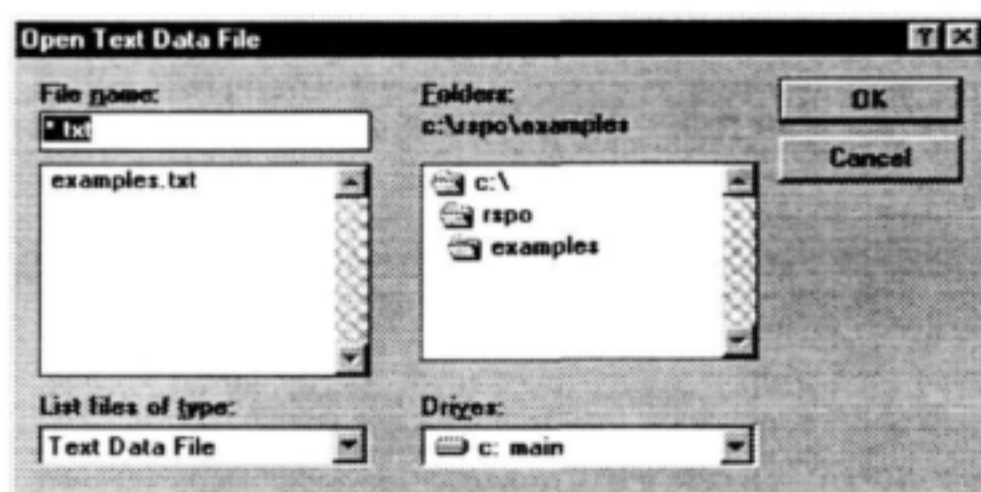 Open Text Data File
File name:
*.txt
examples.txt
List files of type:
Text Data File
Folders:
c:\rspo\examples
c:\
rspo
examples
Drives:
c: main
OK
Cancel